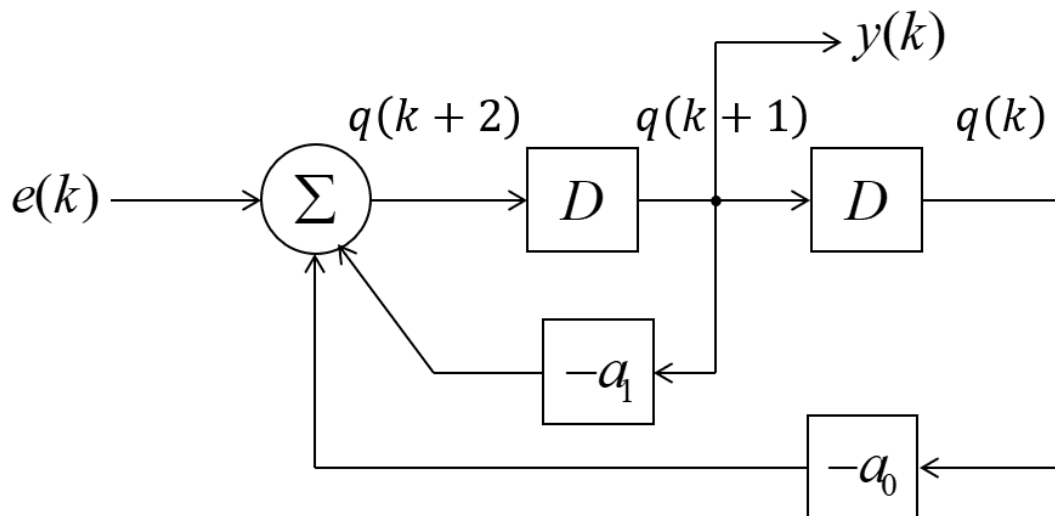 y(k)
q(k + 2)
q(k + 1)
q(k)
e(k)
Σ
D
D
−a₁
−a₀